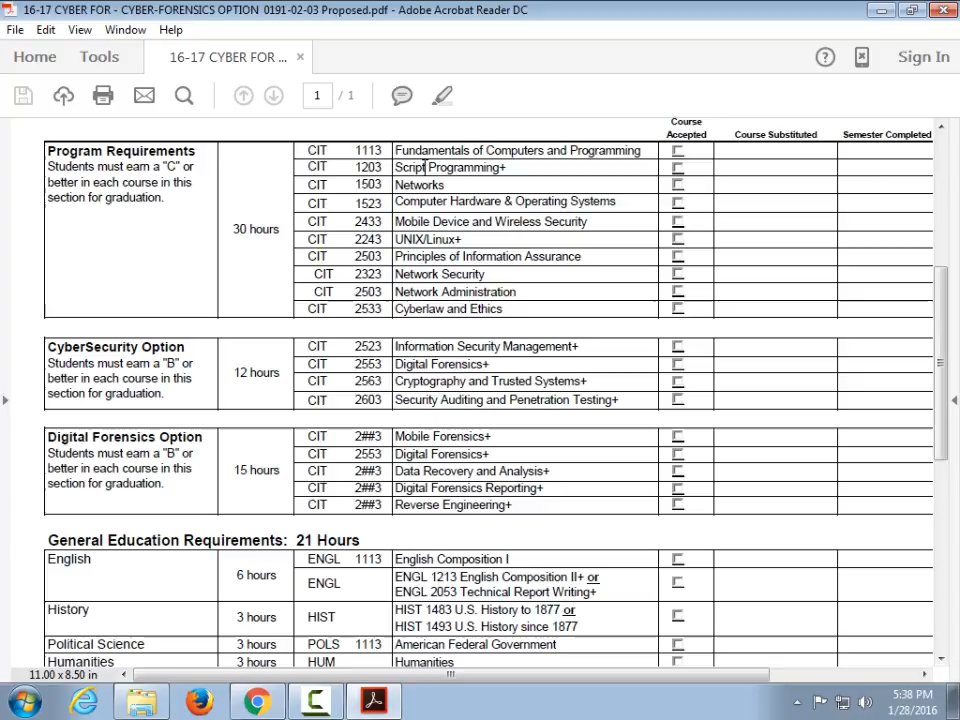 16-17 CYBER FOR - CYBER-FORENSICS OPTION 0191-02-03 Proposed.pdf - Adobe Acrobat Reader DC
File Edit View Window Help
Home Tools 16-17 CYBER FOR ... × ? Sign In
1 / 1
Course Accepted Course Substituted Semester Completed
Program Requirements
Students must earn a "C" or
better in each course in this
section for graduation.
30 hours
CIT 1113 Fundamentals of Computers and Programming
CIT 1203 Script Programming+
CIT 1503 Networks
CIT 1523 Computer Hardware & Operating Systems
CIT 2433 Mobile Device and Wireless Security
CIT 2243 UNIX/Linux+
CIT 2503 Principles of Information Assurance
CIT 2323 Network Security
CIT 2503 Network Administration
CIT 2533 Cyberlaw and Ethics
CyberSecurity Option
Students must earn a "B" or
better in each course in this
section for graduation.
12 hours
CIT 2523 Information Security Management+
CIT 2553 Digital Forensics+
CIT 2563 Cryptography and Trusted Systems+
CIT 2603 Security Auditing and Penetration Testing+
Digital Forensics Option
Students must earn a "B" or
better in each course in this
section for graduation.
15 hours
CIT 2##3 Mobile Forensics+
CIT 2553 Digital Forensics+
CIT 2##3 Data Recovery and Analysis+
CIT 2##3 Digital Forensics Reporting+
CIT 2##3 Reverse Engineering+
General Education Requirements: 21 Hours
English 6 hours ENGL 1113 English Composition I
ENGL ENGL 1213 English Composition II+ or
ENGL 2053 Technical Report Writing+
History 3 hours HIST HIST 1483 U.S. History to 1877 or
HIST 1493 U.S. History since 1877
Political Science 3 hours POLS 1113 American Federal Government
Humanities 3 hours HUM Humanities
11.00 x 8.50 in
5:38 PM
1/28/2016